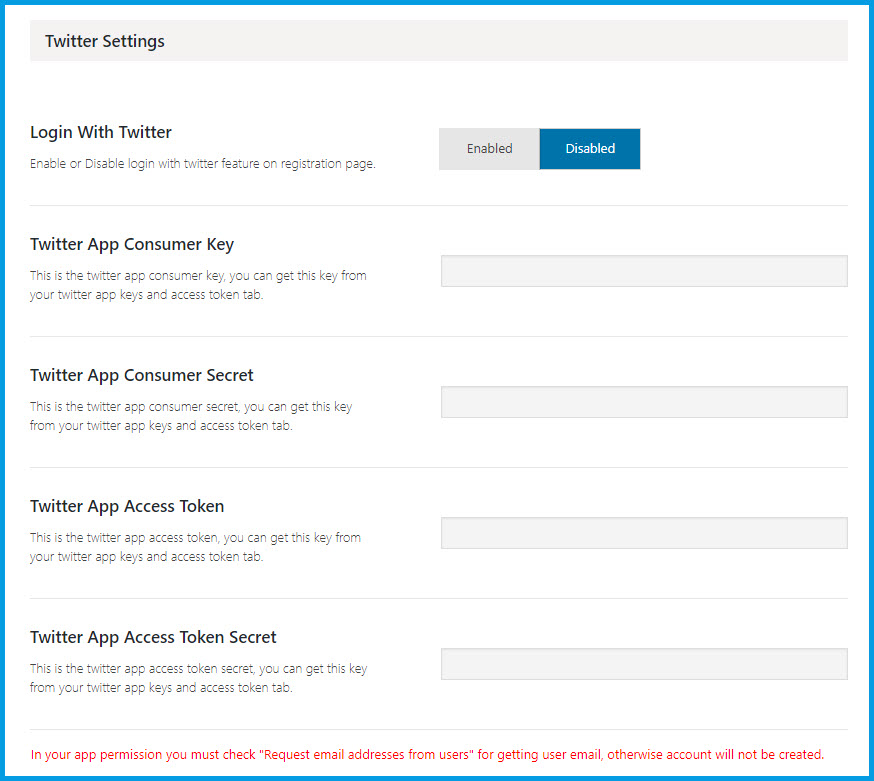 Twitter Settings
Login With Twitter
Enable or Disable login with twitter feature on registration page.
Enabled
Disabled
Twitter App Consumer Key
This is the twitter app consumer key, you can get this key from
your twitter app keys and access token tab.
Twitter App Consumer Secret
This is the twitter app consumer secret, you can get this key
from your twitter app keys and access token tab.
Twitter App Access Token
This is the twitter app access token, you can get this key from
your twitter app keys and access token tab.
Twitter App Access Token Secret
This is the twitter app access token secret, you can get this key
from your twitter app keys and access token tab.
In your app permission you must check "Request email addresses from users" for getting user email, otherwise account will not be created.